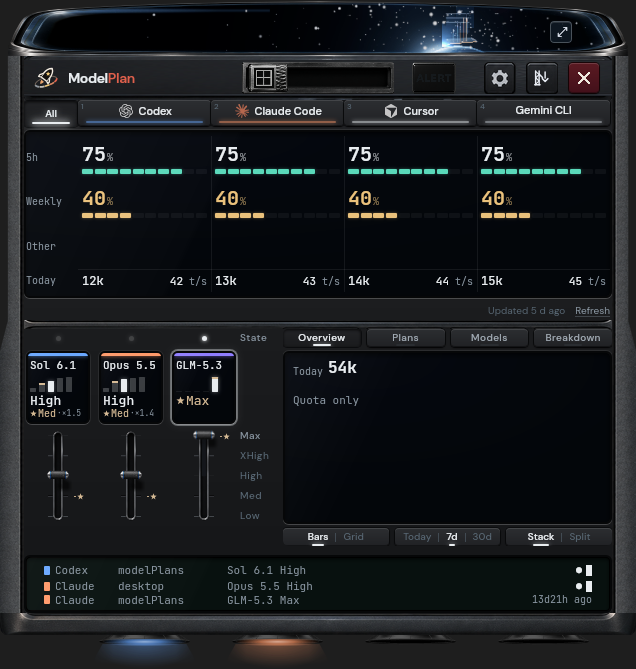 ModelPlan
ALERT
All
1 Codex
2 Claude Code
3 Cursor
4 Gemini CLI
5h 75% 75% 75% 75%
Weekly 40% 40% 40% 40%
Other
Today 12k 42 t/s 13k 43 t/s 14k 44 t/s 15k 45 t/s
Updated 5 d ago Refresh
State
Sol 6.1
High
★Med·×1.5
Opus 5.5
High
★Med·×1.4
GLM-5.3
★Max
Max
XHigh
High
Med
Low
Overview Plans Models Breakdown
Today 54k
Quota only
Bars | Grid
Today | 7d | 30d
Stack | Split
Codex modelPlans Sol 6.1 High
Claude desktop Opus 5.5 High
Claude modelPlans GLM-5.3 Max 13d21h ago